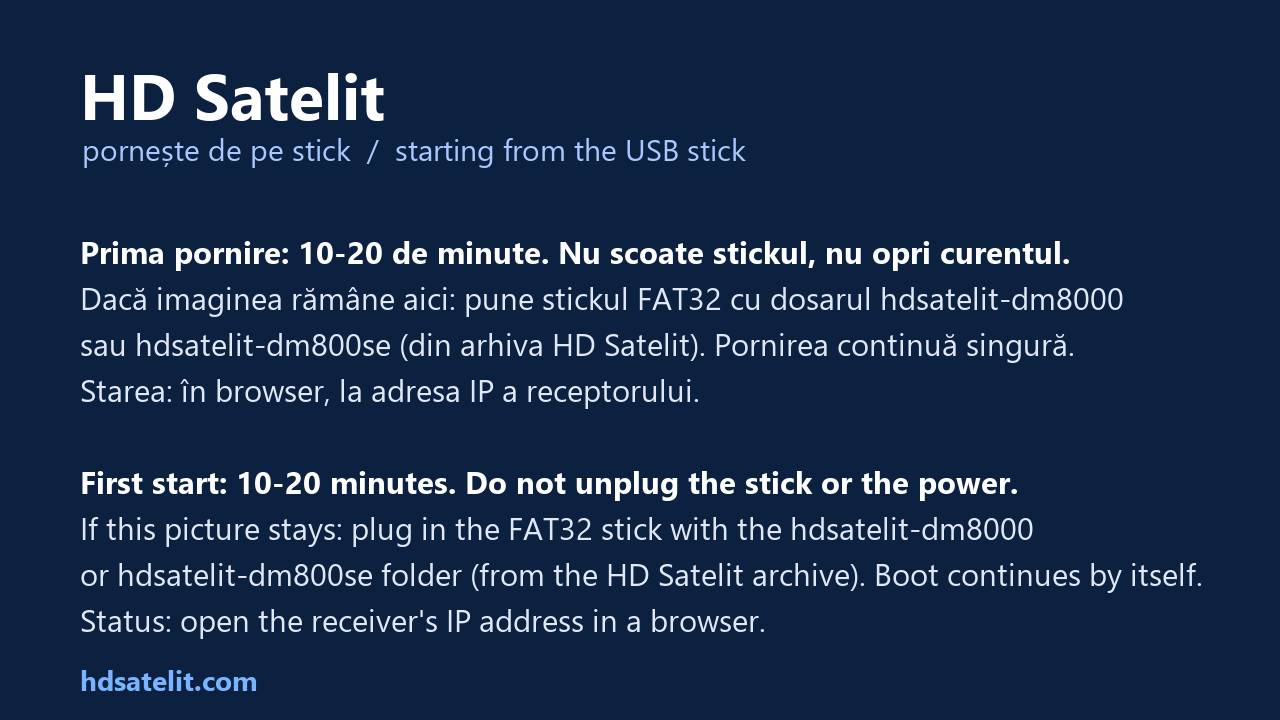 HD Satelit
pornește de pe stick / starting from the USB stick
Prima pornire: 10-20 de minute. Nu scoate stickul, nu opri curentul.
Dacă imaginea rămâne aici: pune stickul FAT32 cu dosarul hdsatelit-dm8000
sau hdsatelit-dm800se (din arhiva HD Satelit). Pornirea continuă singură.
Starea: în browser, la adresa IP a receptorului.
First start: 10-20 minutes. Do not unplug the stick or the power.
If this picture stays: plug in the FAT32 stick with the hdsatelit-dm8000
or hdsatelit-dm800se folder (from the HD Satelit archive). Boot continues by itself.
Status: open the receiver's IP address in a browser.
hdsatelit.com